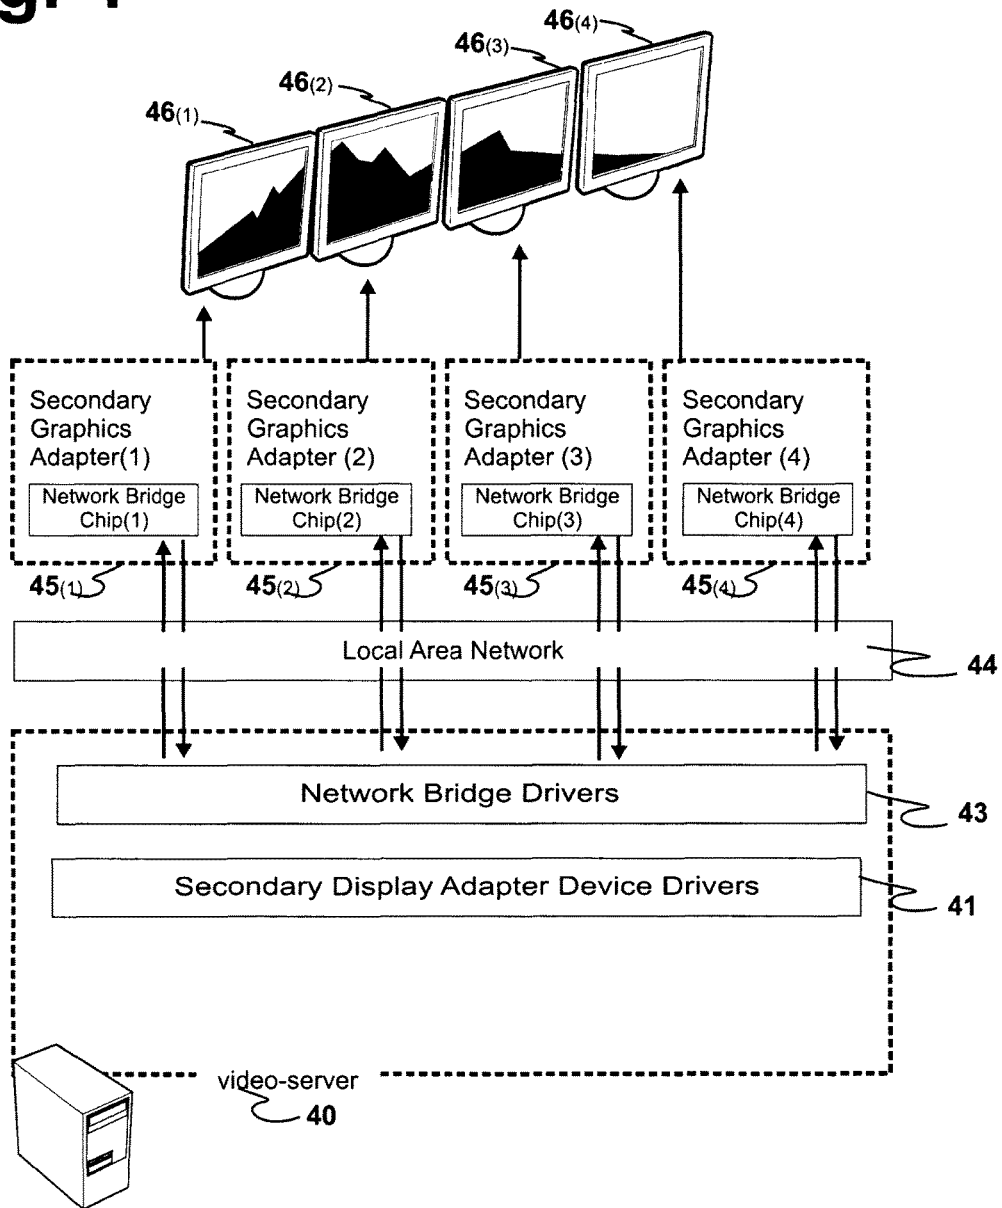 46(4)
46(3)
46(2)
46(1)
Secondary
Graphics
Adapter(1)
Network Bridge
Chip(1)
Secondary
Graphics
Adapter (2)
Network Bridge
Chip(2)
Secondary
Graphics
Adapter (3)
Network Bridge
Chip(3)
Secondary
Graphics
Adapter (4)
Network Bridge
Chip(4)
45(1)
45(2)
45(3)
45(4)
Local Area Network
44
Network Bridge Drivers
43
Secondary Display Adapter Device Drivers
41
video-server
40